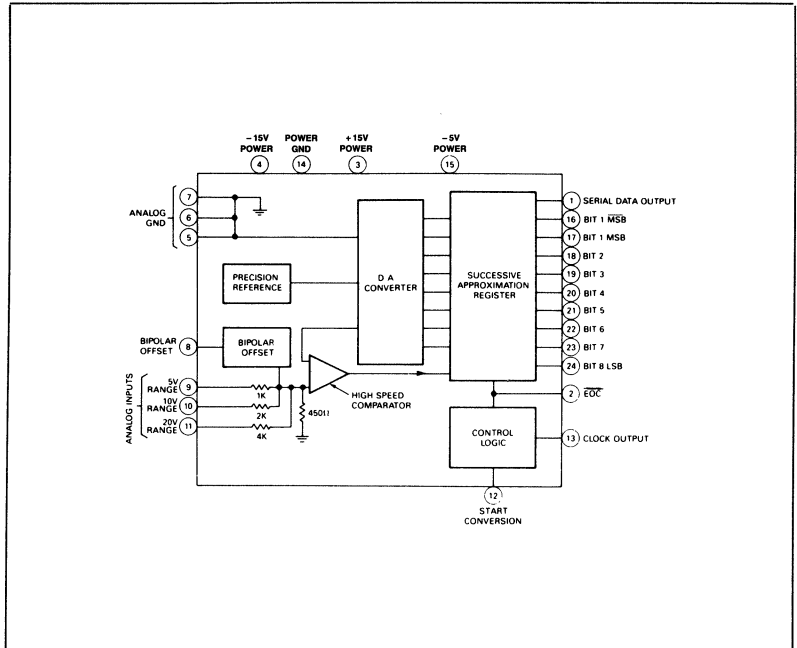 – 15V POWER
4
POWER GND
14
+ 15V POWER
3
– 5V POWER
15
ANALOG GND
7
6
5
PRECISION REFERENCE
D A CONVERTER
SUCCESSIVE APPROXIMATION REGISTER
1 SERIAL DATA OUTPUT
16 BIT 1 M̅S̅B̅
17 BIT 1 MSB
18 BIT 2
19 BIT 3
20 BIT 4
21 BIT 5
22 BIT 6
23 BIT 7
24 BIT 8 LSB
2 E̅O̅C̅
BIPOLAR OFFSET 8
BIPOLAR OFFSET
ANALOG INPUTS
5V RANGE 9
1K
10V RANGE 10
2K
20V RANGE 11
4K
450Ω
HIGH SPEED COMPARATOR
CONTROL LOGIC
13 CLOCK OUTPUT
12
START CONVERSION